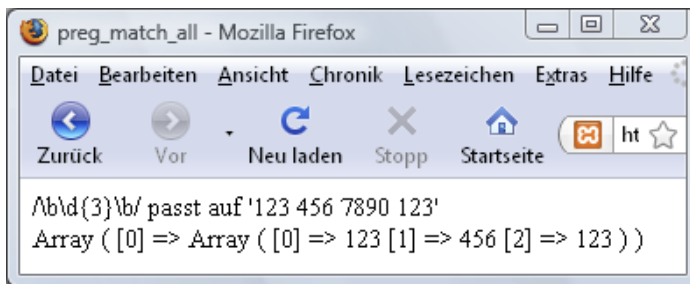 preg_match_all - Mozilla Firefox
Datei Bearbeiten Ansicht Chronik Lesezeichen Extras Hilfe
Zurück Vor Neu laden Stopp Startseite ht
/\b\d{3}\b/ passt auf '123 456 7890 123'
Array ( [0] => Array ( [0] => 123 [1] => 456 [2] => 123 ) )